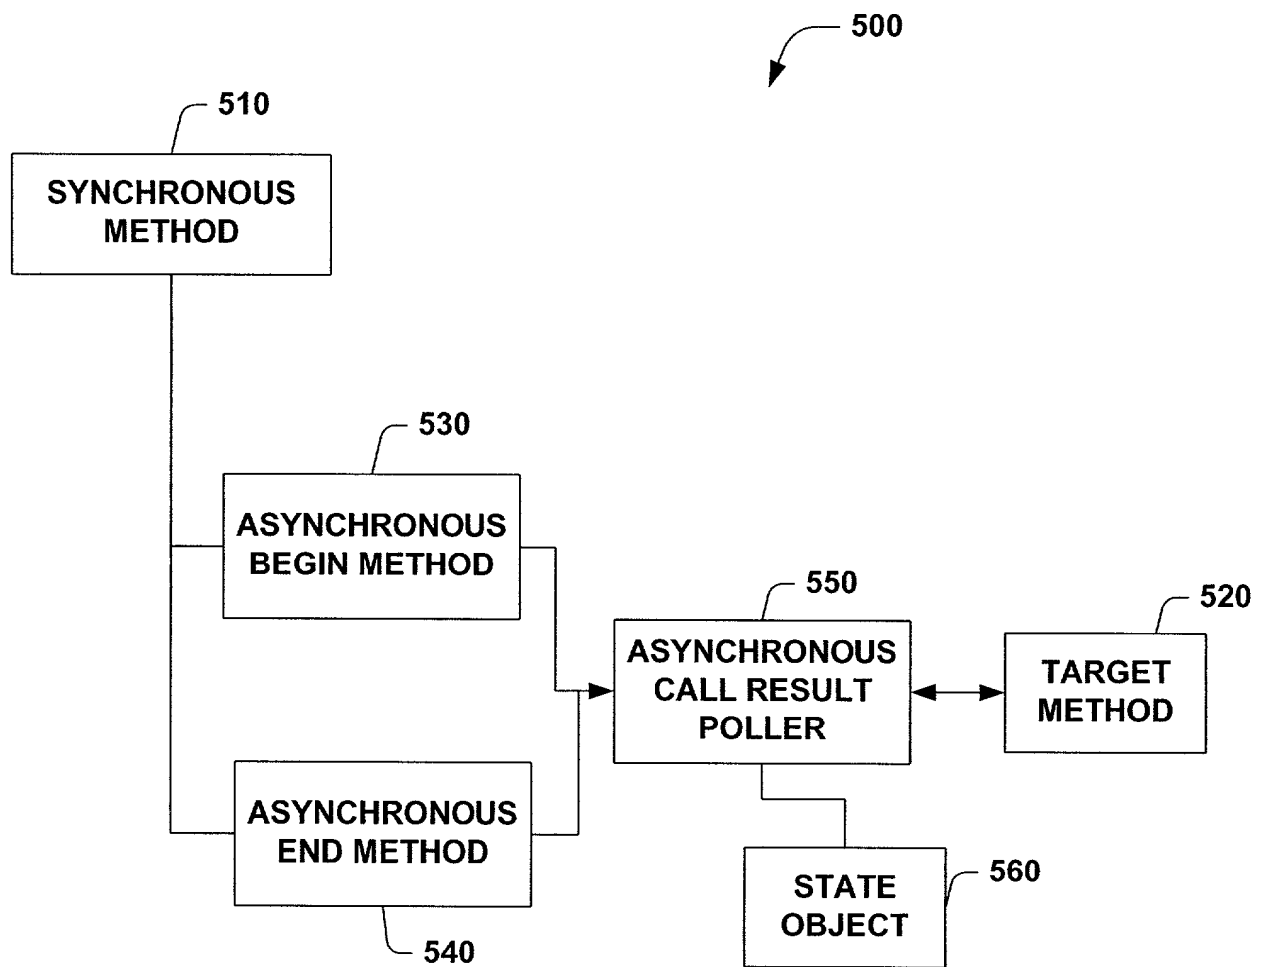 500
510
SYNCHRONOUS
METHOD
530
ASYNCHRONOUS
BEGIN METHOD
550
520
ASYNCHRONOUS
CALL RESULT
POLLER
TARGET
METHOD
ASYNCHRONOUS
END METHOD
560
STATE
OBJECT
540